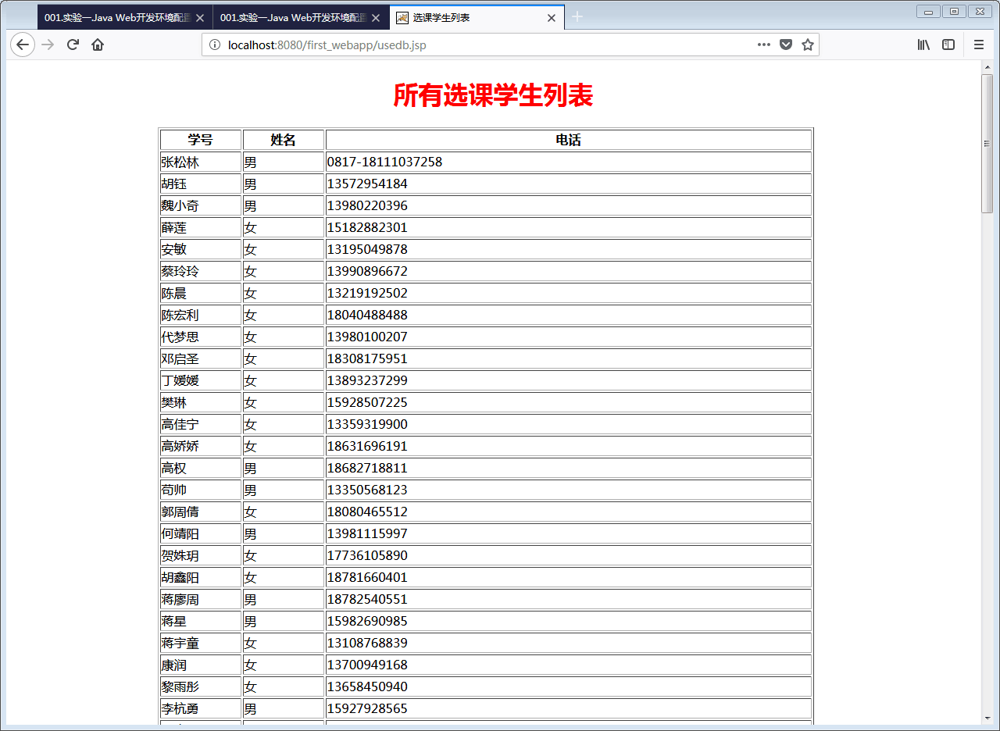 001.实验一.Java Web开发环境配置
001.实验一.Java Web开发环境配置
选课学生列表
localhost:8080/first_webapp/usedb.jsp
所有选课学生列表
学号 姓名 电话
张松林 男 0817-18111037258
胡钰 男 13572954184
魏小奇 男 13980220396
薛莲 女 15182882301
安敏 女 13195049878
蔡玲玲 女 13990896672
陈晨 女 13219192502
陈宏利 女 18040488488
代梦思 女 13980100207
邓启圣 女 18308175951
丁媛媛 女 13893237299
樊琳 女 15928507225
高佳宁 女 13359319900
高娇娇 女 18631696191
高权 男 18682718811
苟帅 男 13350568123
郭周倩 女 18080465512
何靖阳 男 13981115997
贺姝玥 女 17736105890
胡鑫阳 女 18781660401
蒋廖周 男 18782540551
蒋星 男 15982690985
蒋宇童 女 13108768839
康润 女 13700949168
黎雨彤 女 13658450940
李杭勇 男 15927928565